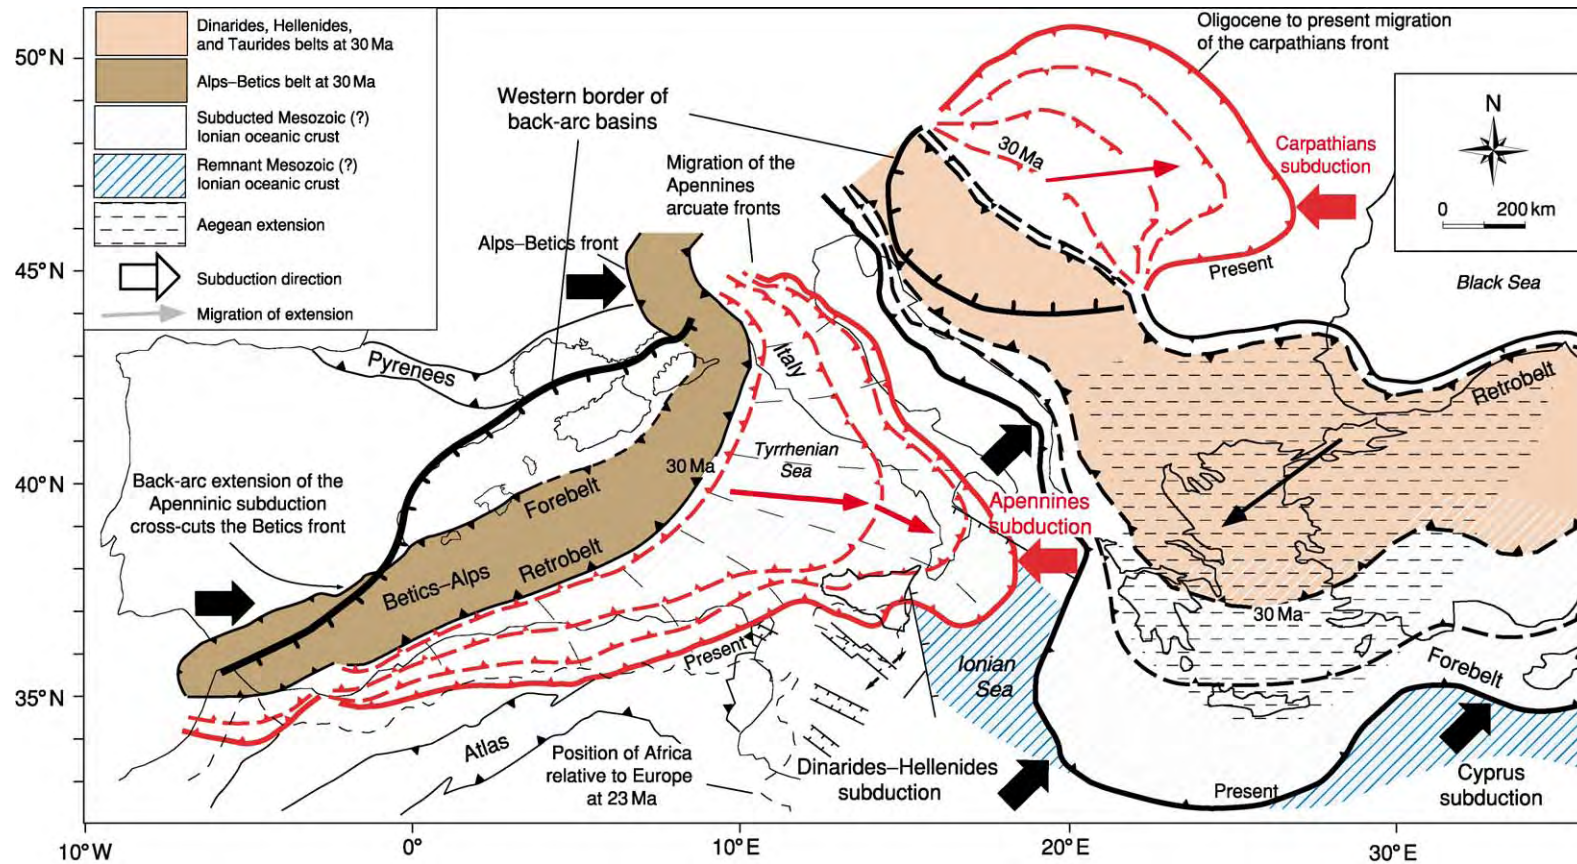 Dinarides, Hellenides,
and Taurides belts at 30 Ma
Alps–Betics belt at 30 Ma
Subducted Mesozoic (?)
Ionian oceanic crust
Remnant Mesozoic (?)
Ionian oceanic crust
Aegean extension
Subduction direction
Migration of extension
Oligocene to present migration
of the carpathians front
Western border of
back-arc basins
Migration of the
Apennines
arcuate fronts
Alps–Betics front
30 Ma
Carpathians
subduction
Present
N
0 200 km
Black Sea
Pyrenees
Italy
Retrobelt
Tyrrhenian
Sea
30 Ma
Back-arc extension of the
Apenninic subduction
cross-cuts the Betics front
Forebelt
Retrobelt
Betics–Alps
Apennines
subduction
30 Ma
Present
Ionian
Sea
Forebelt
Atlas
Position of Africa
relative to Europe
at 23 Ma
Dinarides–Hellenides
subduction
Present
Cyprus
subduction
50°N
45°N
40°N
35°N
10°W
0°
10°E
20°E
30°E